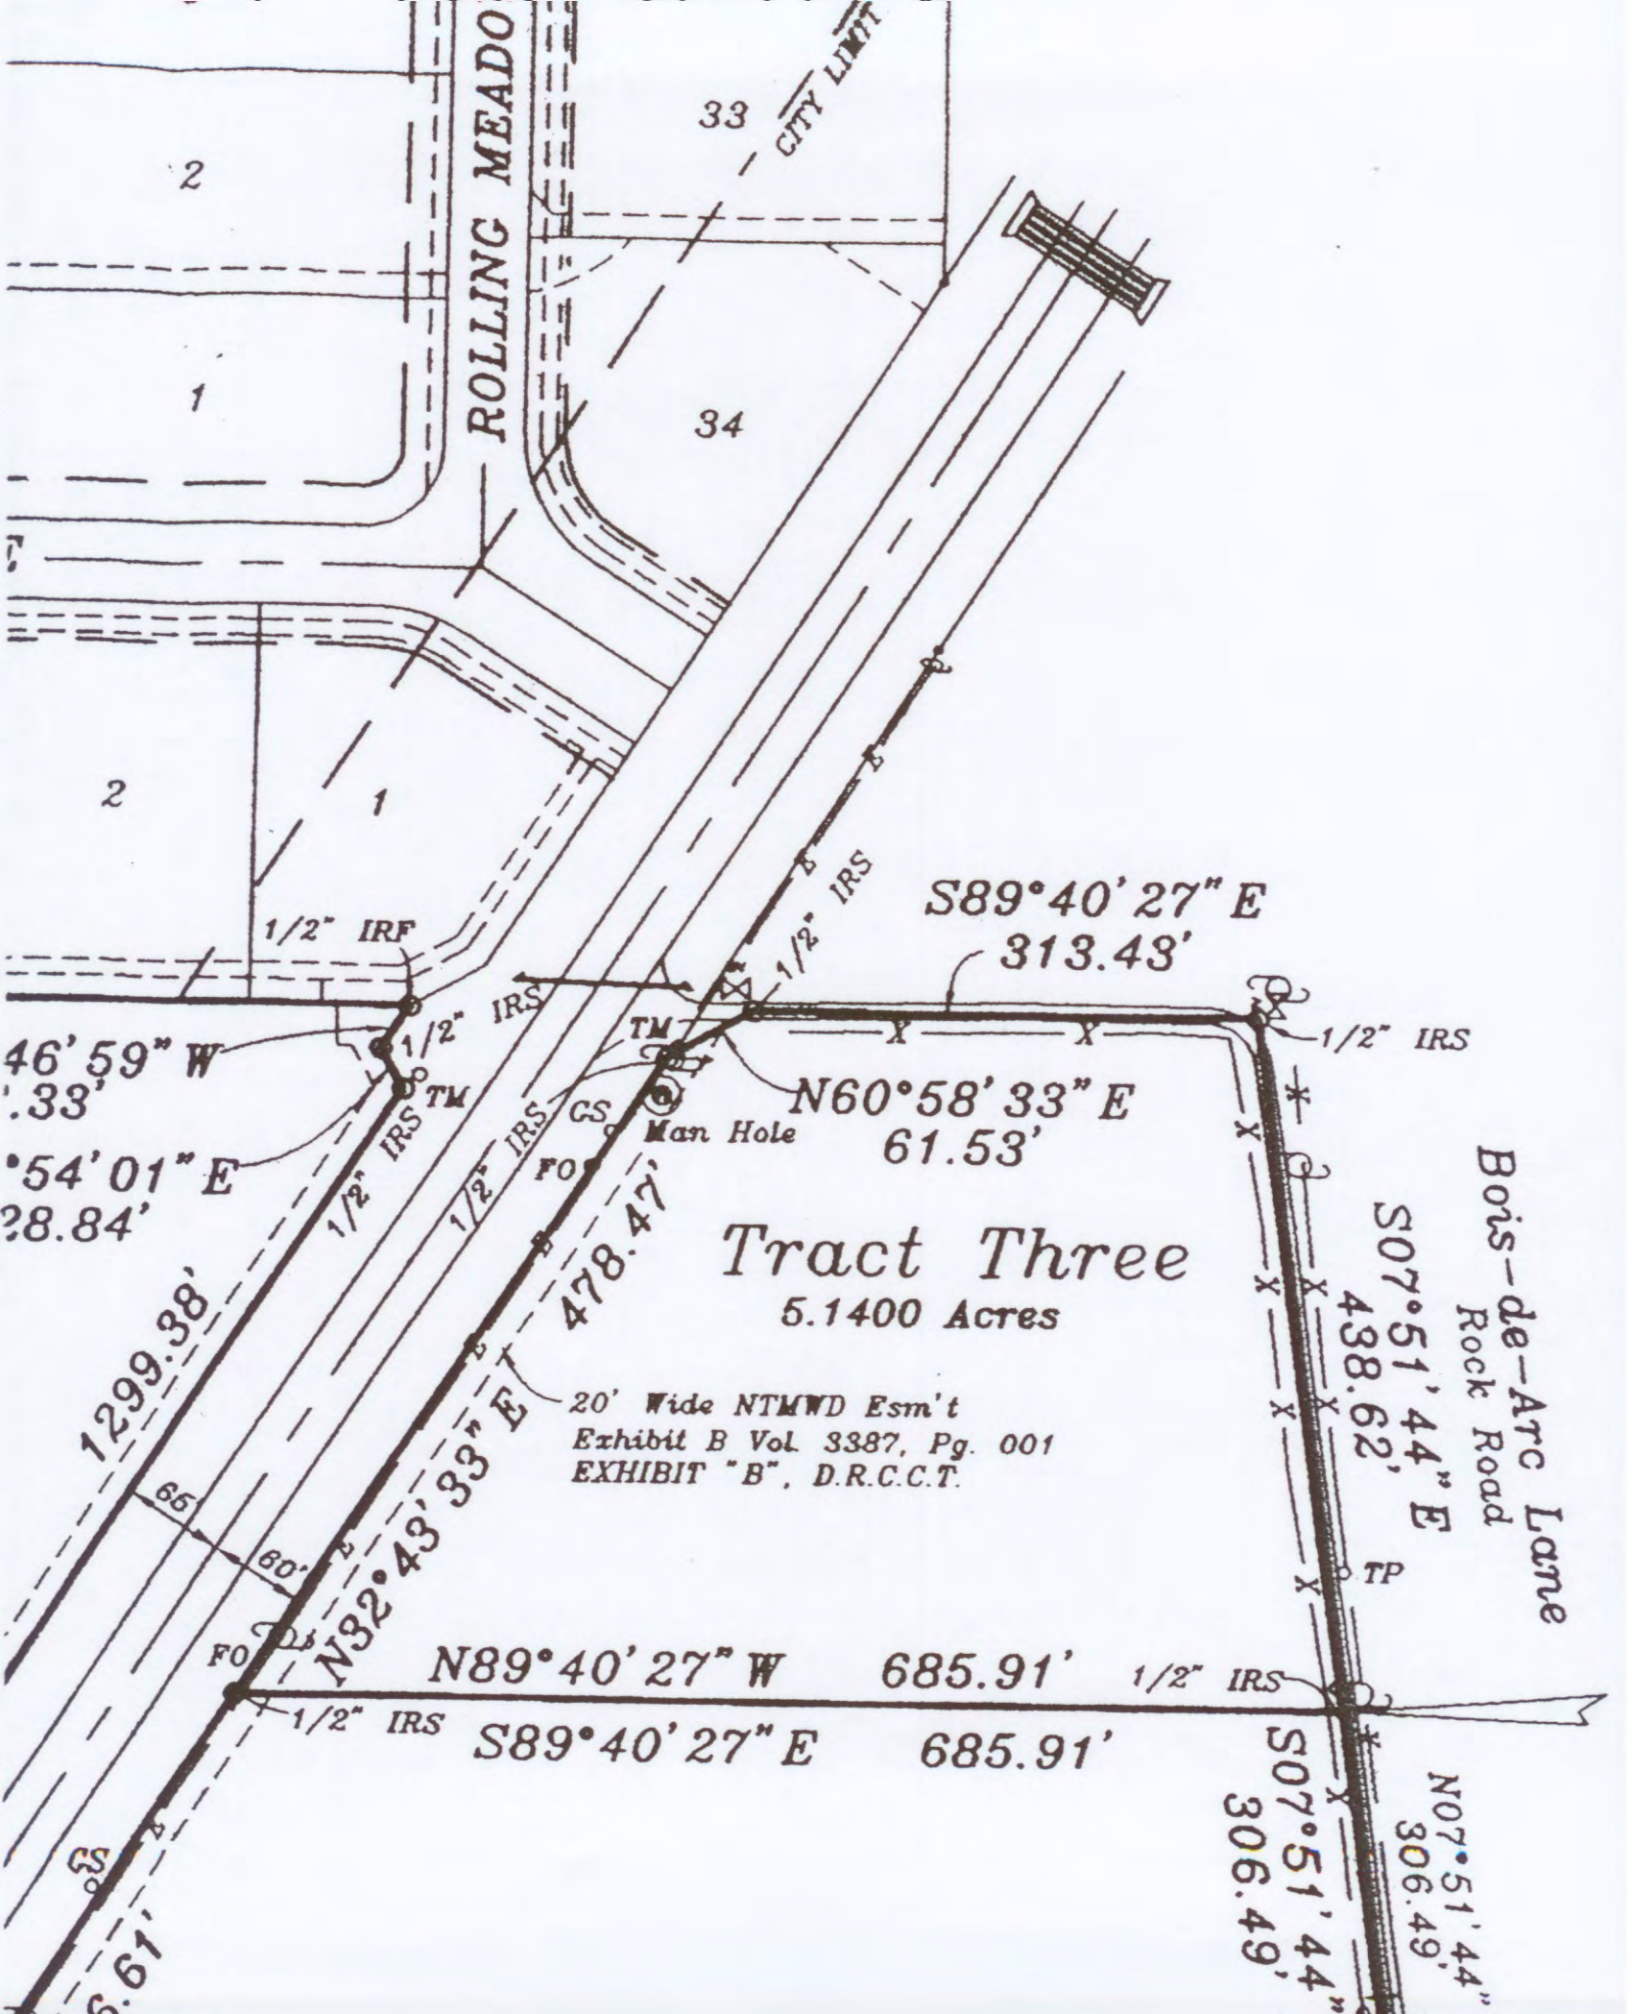 ROLLING MEADO
CITY LIMIT
33
2
1
34
2
1
1/2" IRF
1/2" IRS
S89°40'27"E
313.43'
1/2" IRS
1/2" IRS
TM
46'59"W
.33'
TM
N60°58'33"E
61.53'
GS
Man Hole
FO
1/2" IRS
1/2" IRS
°54'01"E
28.84'
478.47'
Tract Three
5.1400 Acres
Bois-de-Arc Lane
Rock Road
S07°51'44"E
438.62'
1299.38'
20' Wide NTMWD Esm't
Exhibit B Vol. 3387, Pg. 001
EXHIBIT "B", D.R.C.C.T.
N32°43'33"E
60'
TP
FO
N89°40'27"W 685.91'
1/2" IRS
1/2" IRS
S89°40'27"E 685.91'
S07°51'44"
306.49'
N07°51'44"
306.49'
GS
6.61'